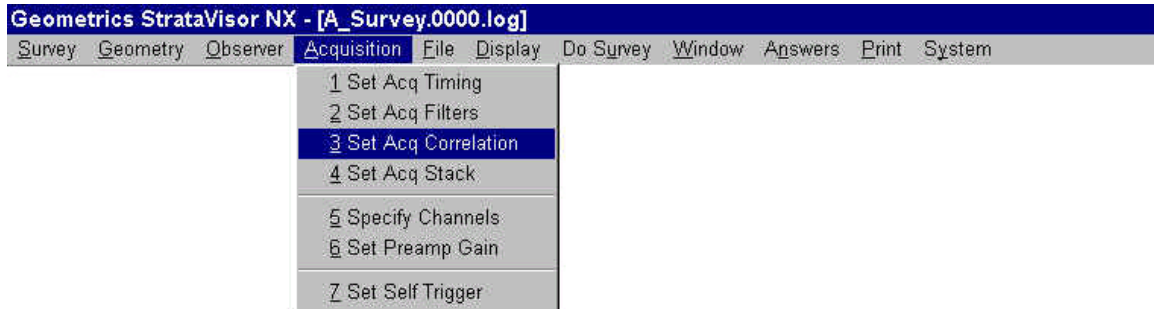 Geometrics StrataVisor NX - [A_Survey.0000.log]
Survey Geometry Observer Acquisition File Display Do Survey Window Answers Print System
1 Set Acq Timing
2 Set Acq Filters
3 Set Acq Correlation
4 Set Acq Stack
5 Specify Channels
6 Set Preamp Gain
7 Set Self Trigger